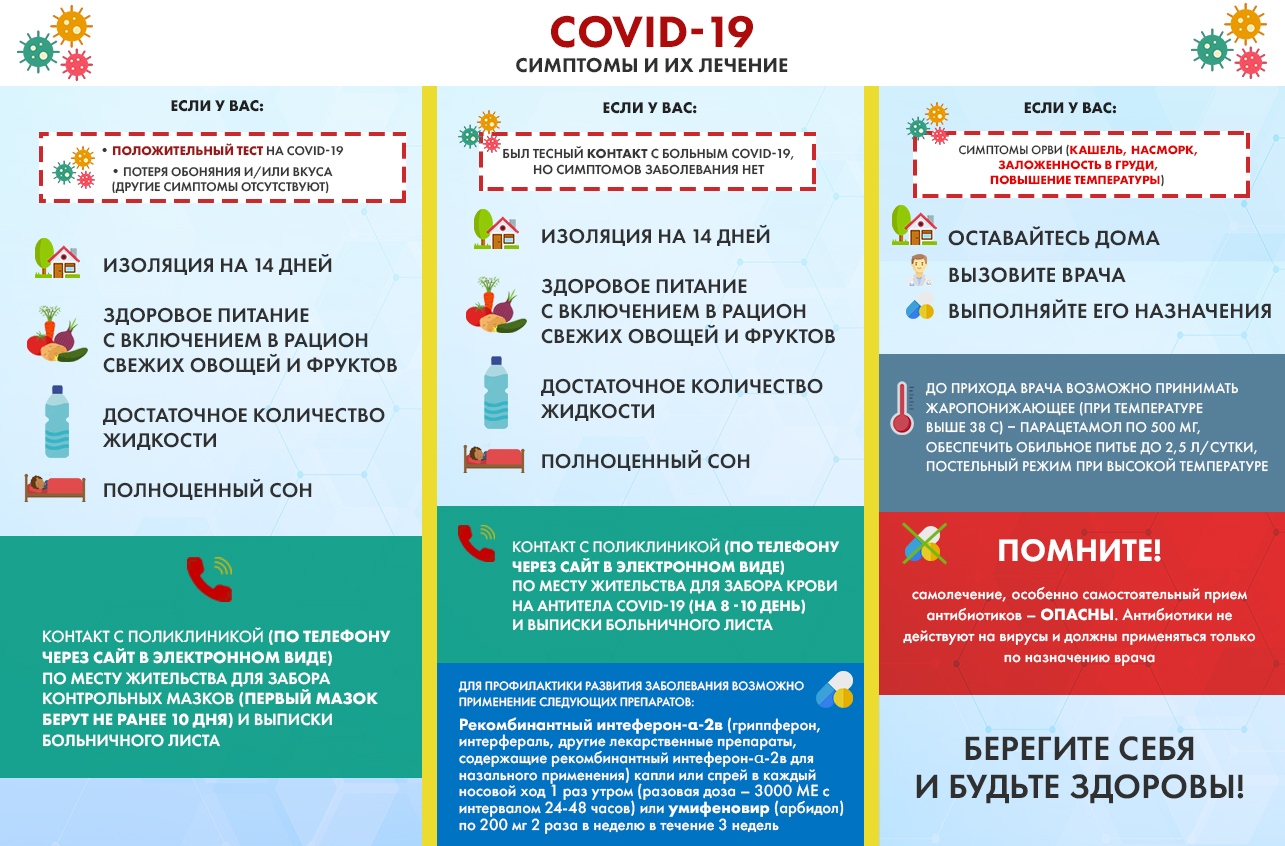 COVID-19
СИМПТОМЫ И ИХ ЛЕЧЕНИЕ
ЕСЛИ У ВАС:
• ПОЛОЖИТЕЛЬНЫЙ ТЕСТ НА COVID-19
• ПОТЕРЯ ОБОНЯНИЯ И/ИЛИ ВКУСА
(ДРУГИЕ СИМПТОМЫ ОТСУТСТВУЮТ)
ИЗОЛЯЦИЯ НА 14 ДНЕЙ
ЗДОРОВОЕ ПИТАНИЕ
С ВКЛЮЧЕНИЕМ В РАЦИОН
СВЕЖИХ ОВОЩЕЙ И ФРУКТОВ
ДОСТАТОЧНОЕ КОЛИЧЕСТВО
ЖИДКОСТИ
ПОЛНОЦЕННЫЙ СОН
КОНТАКТ С ПОЛИКЛИНИКОЙ (ПО ТЕЛЕФОНУ
ЧЕРЕЗ САЙТ В ЭЛЕКТРОННОМ ВИДЕ)
ПО МЕСТУ ЖИТЕЛЬСТВА ДЛЯ ЗАБОРА
КОНТРОЛЬНЫХ МАЗКОВ (ПЕРВЫЙ МАЗОК
БЕРУТ НЕ РАНЕЕ 10 ДНЯ) И ВЫПИСКИ
БОЛЬНИЧНОГО ЛИСТА
ЕСЛИ У ВАС:
БЫЛ ТЕСНЫЙ КОНТАКТ С БОЛЬНЫМ COVID-19,
НО СИМПТОМОВ ЗАБОЛЕВАНИЯ НЕТ
ИЗОЛЯЦИЯ НА 14 ДНЕЙ
ЗДОРОВОЕ ПИТАНИЕ
С ВКЛЮЧЕНИЕМ В РАЦИОН
СВЕЖИХ ОВОЩЕЙ И ФРУКТОВ
ДОСТАТОЧНОЕ КОЛИЧЕСТВО
ЖИДКОСТИ
ПОЛНОЦЕННЫЙ СОН
КОНТАКТ С ПОЛИКЛИНИКОЙ (ПО ТЕЛЕФОНУ
ЧЕРЕЗ САЙТ В ЭЛЕКТРОННОМ ВИДЕ)
ПО МЕСТУ ЖИТЕЛЬСТВА ДЛЯ ЗАБОРА КРОВИ
НА АНТИТЕЛА COVID-19 (НА 8 -10 ДЕНЬ)
И ВЫПИСКИ БОЛЬНИЧНОГО ЛИСТА
ДЛЯ ПРОФИЛАКТИКИ РАЗВИТИЯ ЗАБОЛЕВАНИЯ ВОЗМОЖНО
ПРИМЕНЕНИЕ СЛЕДУЮЩИХ ПРЕПАРАТОВ:
Рекомбинантный интеферон-α-2в (гриппферон,
интерфераль, другие лекарственные препараты,
содержащие рекомбинантный интеферон-α-2в для
назального применения) капли или спрей в каждый
носовой ход 1 раз утром (разовая доза – 3000 МЕ с
интервалом 24-48 часов) или умифеновир (арбидол)
по 200 мг 2 раза в неделю в течение 3 недель
ЕСЛИ У ВАС:
СИМПТОМЫ ОРВИ (КАШЕЛЬ, НАСМОРК,
ЗАЛОЖЕННОСТЬ В ГРУДИ,
ПОВЫШЕНИЕ ТЕМПЕРАТУРЫ)
ОСТАВАЙТЕСЬ ДОМА
ВЫЗОВИТЕ ВРАЧА
ВЫПОЛНЯЙТЕ ЕГО НАЗНАЧЕНИЯ
ДО ПРИХОДА ВРАЧА ВОЗМОЖНО ПРИНИМАТЬ
ЖАРОПОНИЖАЮЩЕЕ (ПРИ ТЕМПЕРАТУРЕ
ВЫШЕ 38 С) – ПАРАЦЕТАМОЛ ПО 500 МГ,
ОБЕСПЕЧИТЬ ОБИЛЬНОЕ ПИТЬЕ ДО 2,5 Л/СУТКИ,
ПОСТЕЛЬНЫЙ РЕЖИМ ПРИ ВЫСОКОЙ ТЕМПЕРАТУРЕ
ПОМНИТЕ!
самолечение, особенно самостоятельный прием
антибиотиков – ОПАСНЫ. Антибиотики не
действуют на вирусы и должны применяться только
по назначению врача
БЕРЕГИТЕ СЕБЯ
И БУДЬТЕ ЗДОРОВЫ!